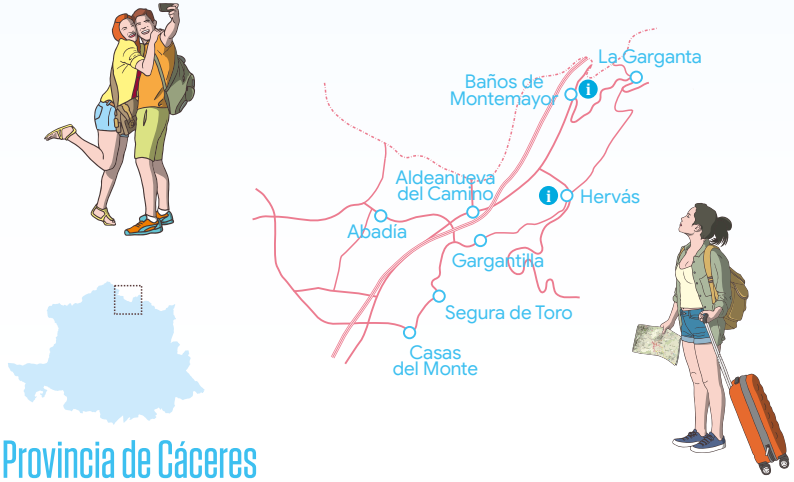 La Garganta
Baños de
Montemayor
i
Aldeanueva
del Camino
i
Hervás
Abadía
Gargantilla
Segura de Toro
Casas
del Monte
Provincia de Cáceres